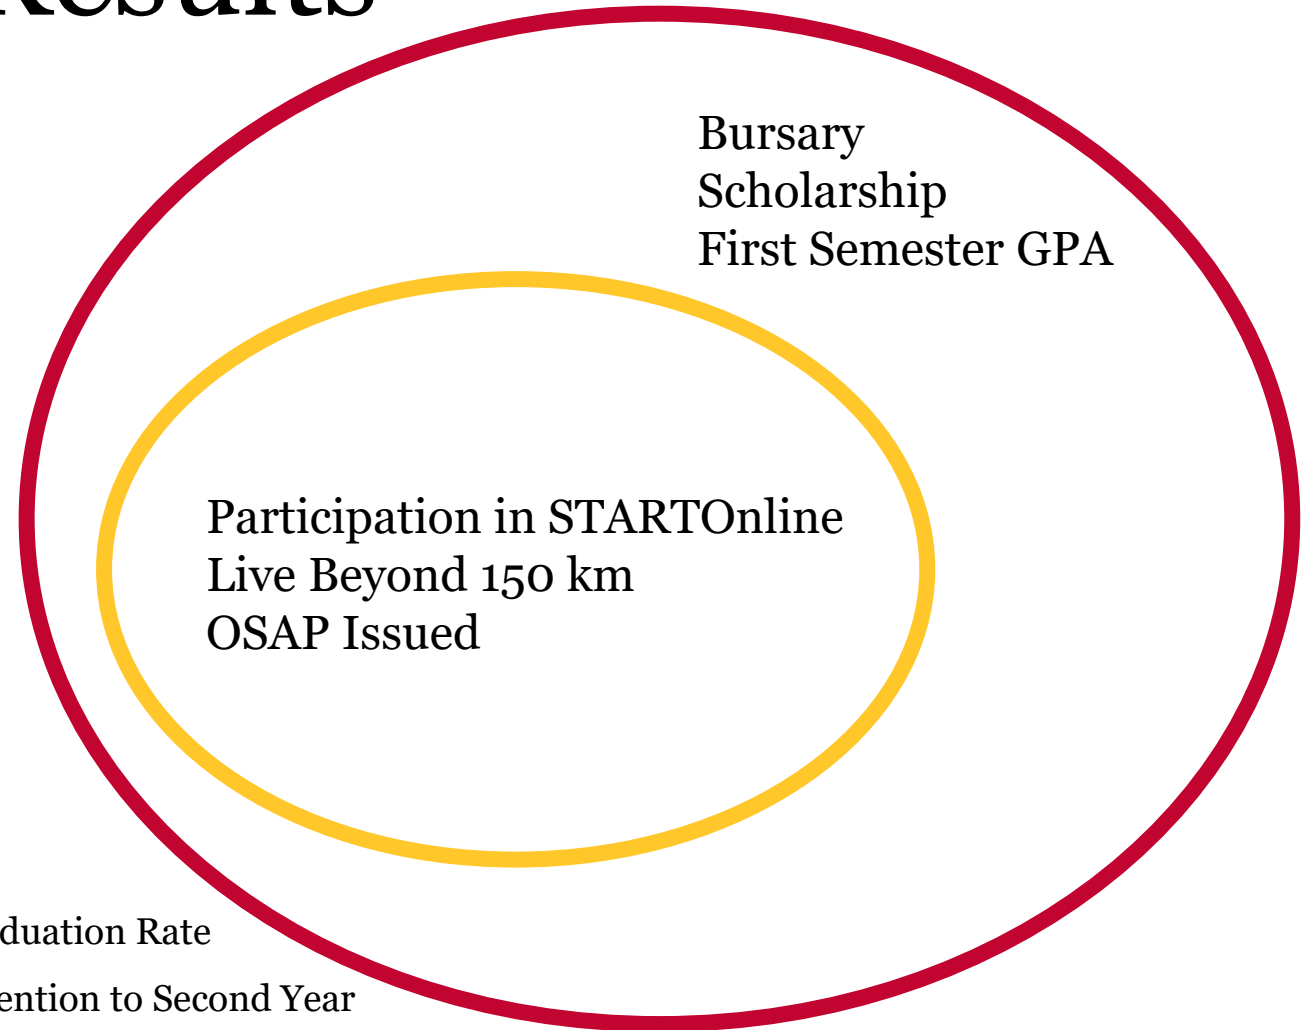 Results
Bursary
Scholarship
First Semester GPA
Participation in STARTOnline
Live Beyond 150 km
OSAP Issued
duation Rate
ention to Second Year